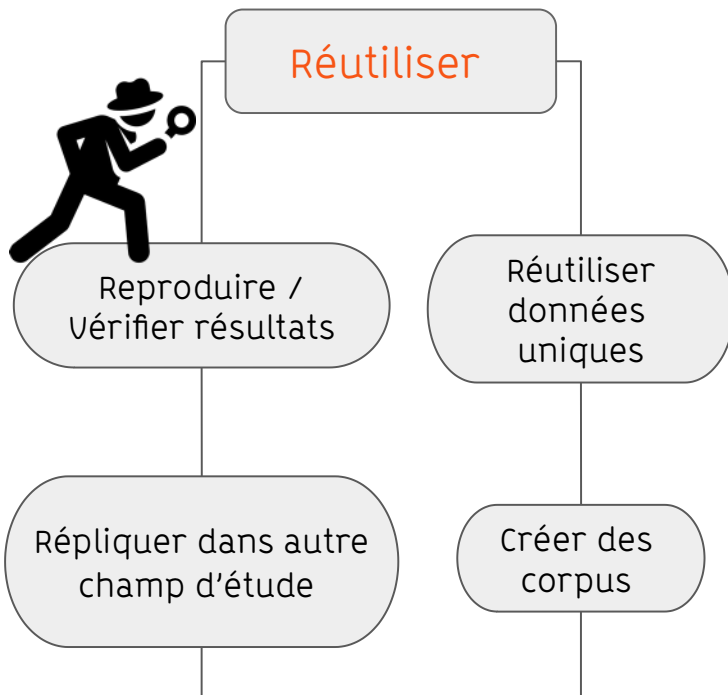 Réutiliser
Reproduire /
Vérifier résultats
Réutiliser
données
uniques
Répliquer dans autre
champ d'étude
Créer des
corpus